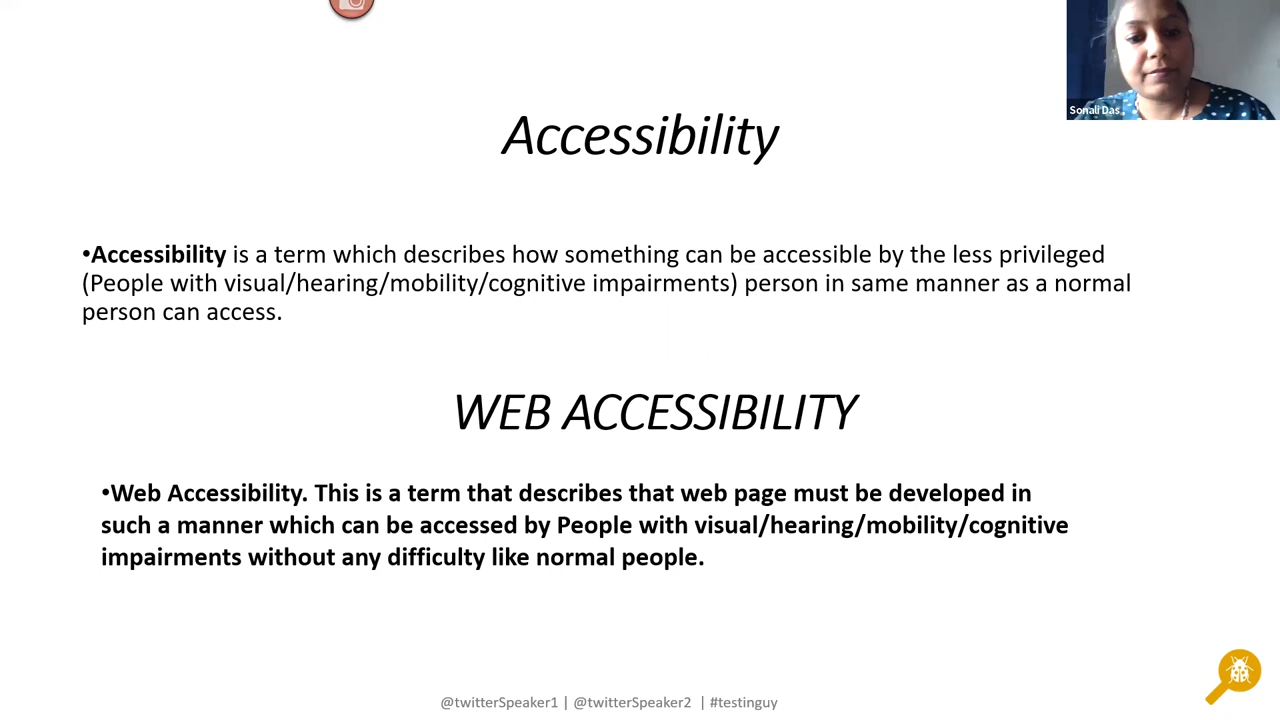 Sonali Das
Accessibility
•Accessibility is a term which describes how something can be accessible by the less privileged
(People with visual/hearing/mobility/cognitive impairments) person in same manner as a normal
person can access.
WEB ACCESSIBILITY
•Web Accessibility. This is a term that describes that web page must be developed in
such a manner which can be accessed by People with visual/hearing/mobility/cognitive
impairments without any difficulty like normal people.
@twitterSpeaker1 | @twitterSpeaker2 | #testinguy